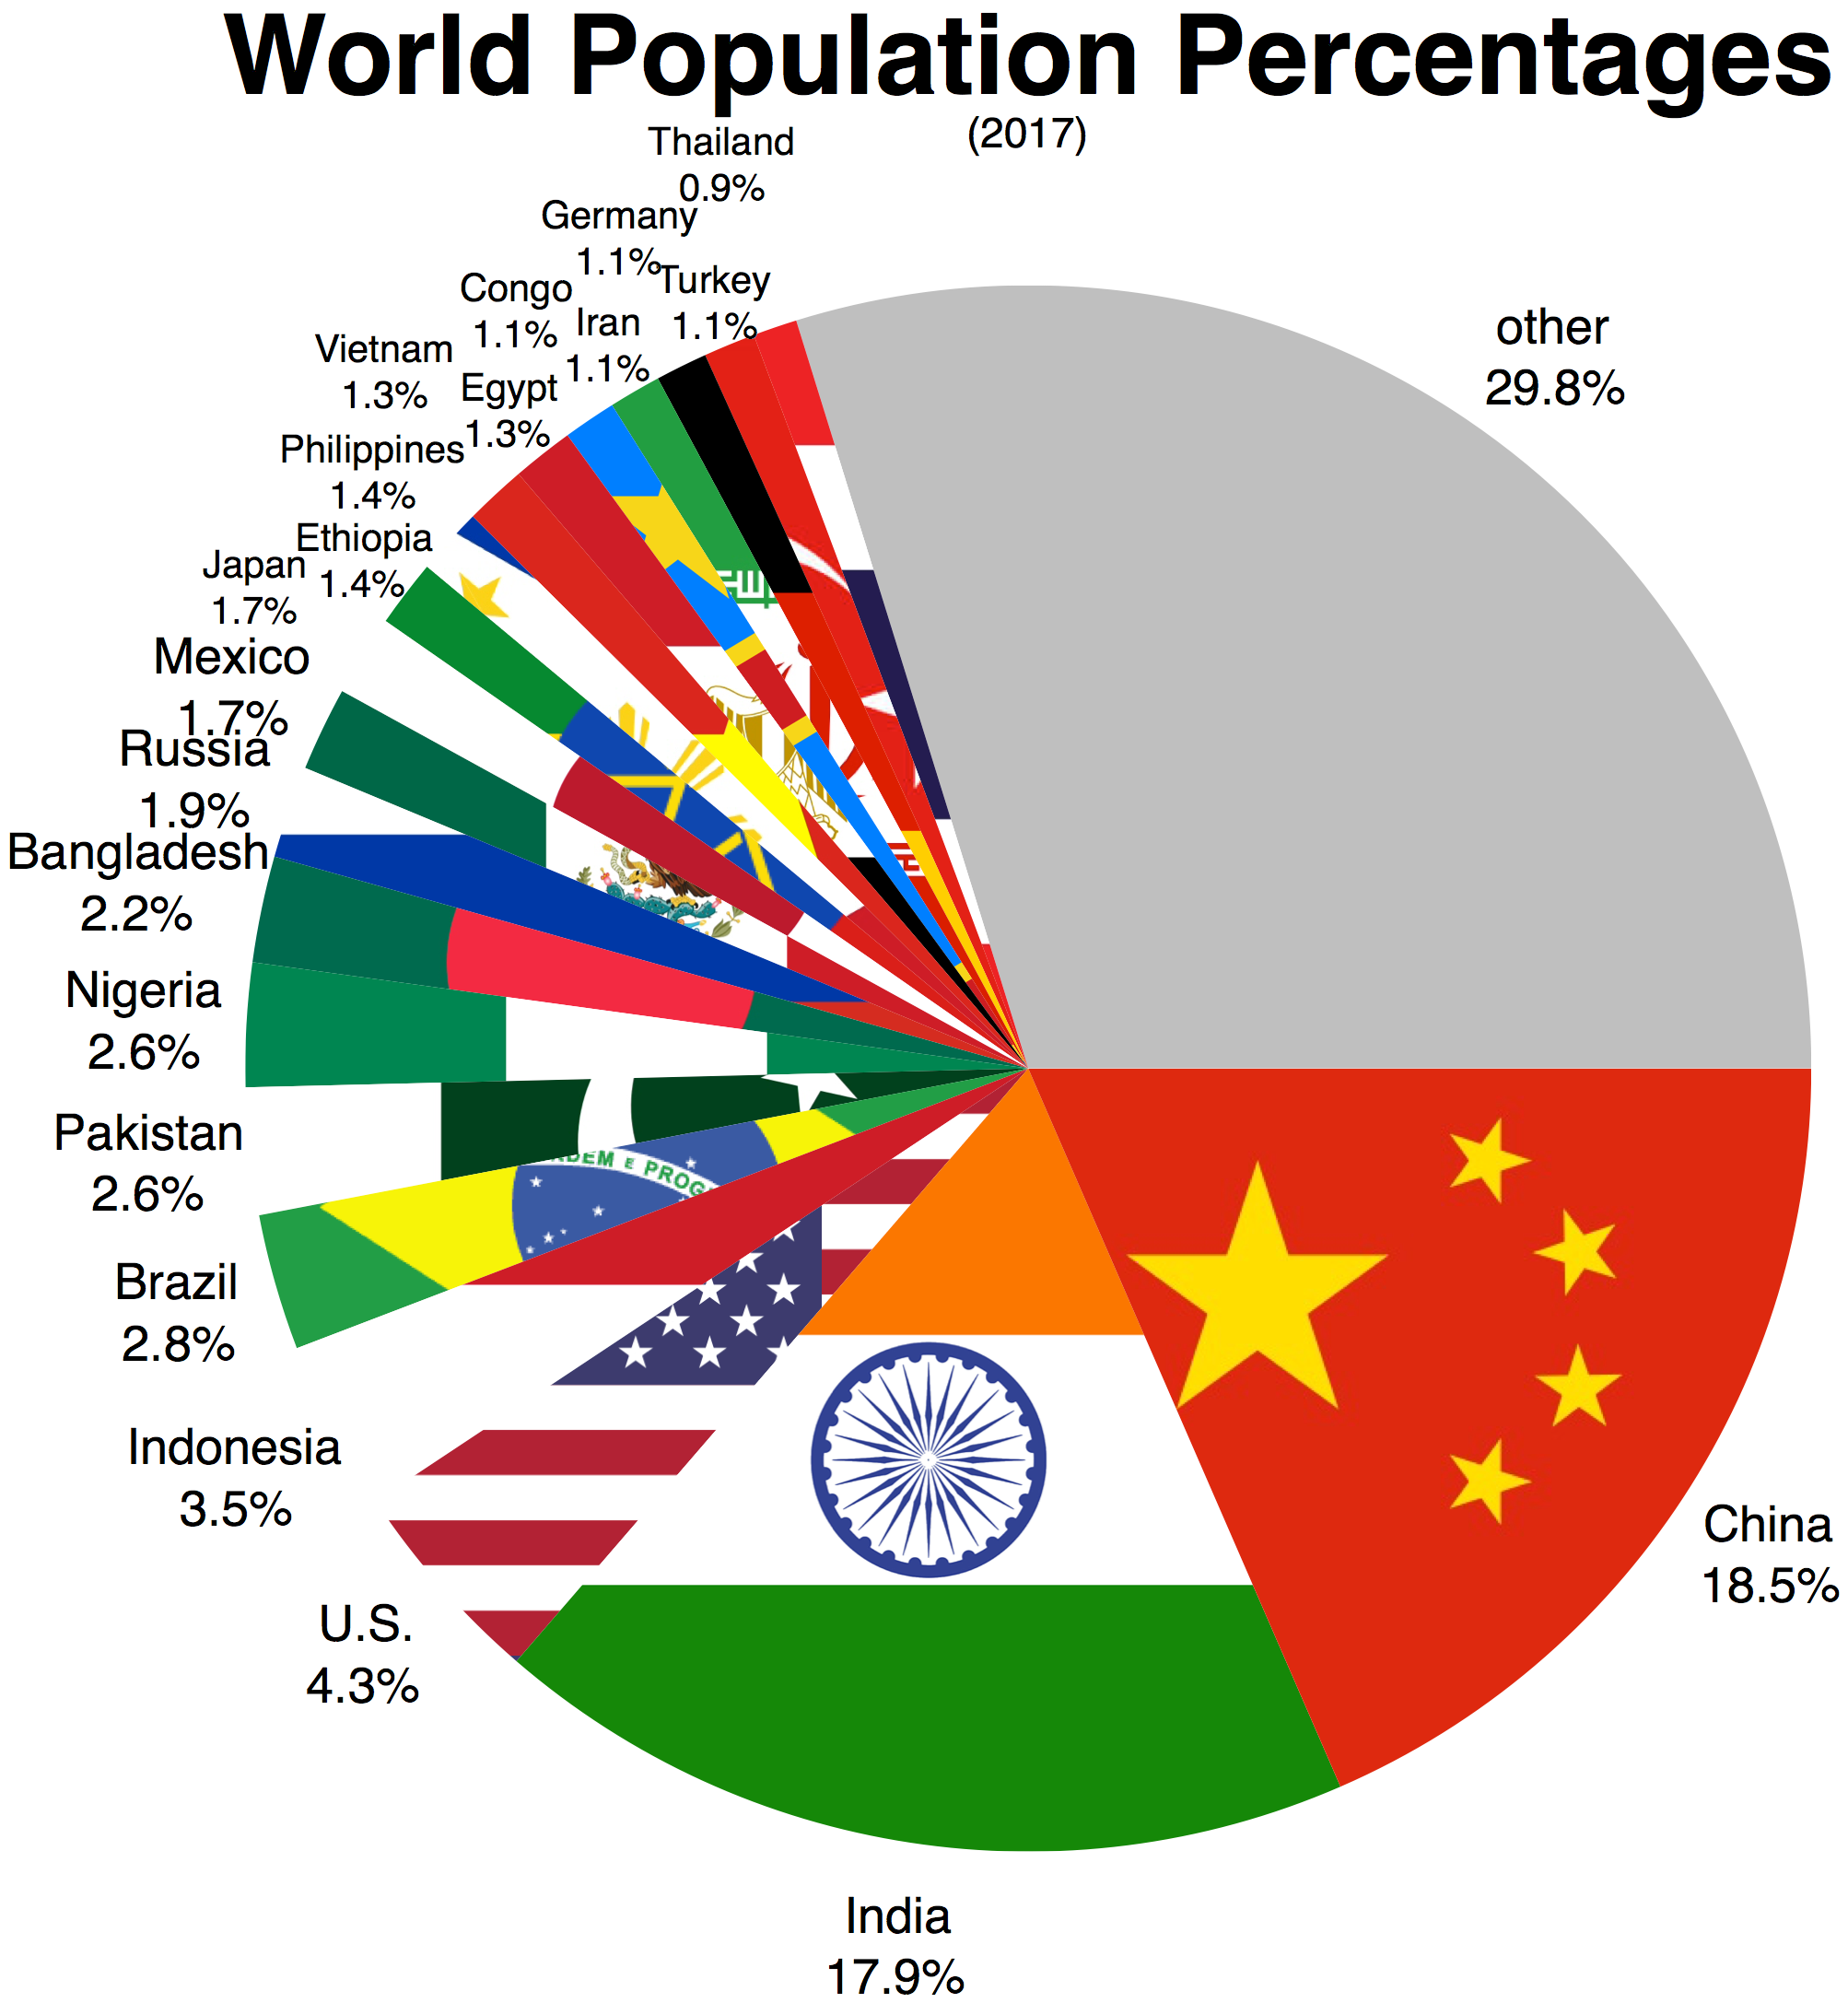 World Population Percentages
(2017)
Thailand
0.9%
Germany
1.1%
Turkey
1.1%
Congo
1.1%
Iran
1.1%
Vietnam
1.3%
Egypt
1.3%
Philippines
1.4%
Ethiopia
1.4%
Japan
1.7%
Mexico
1.7%
Russia
1.9%
Bangladesh
2.2%
Nigeria
2.6%
Pakistan
2.6%
Brazil
2.8%
Indonesia
3.5%
U.S.
4.3%
India
17.9%
China
18.5%
other
29.8%
E PROG